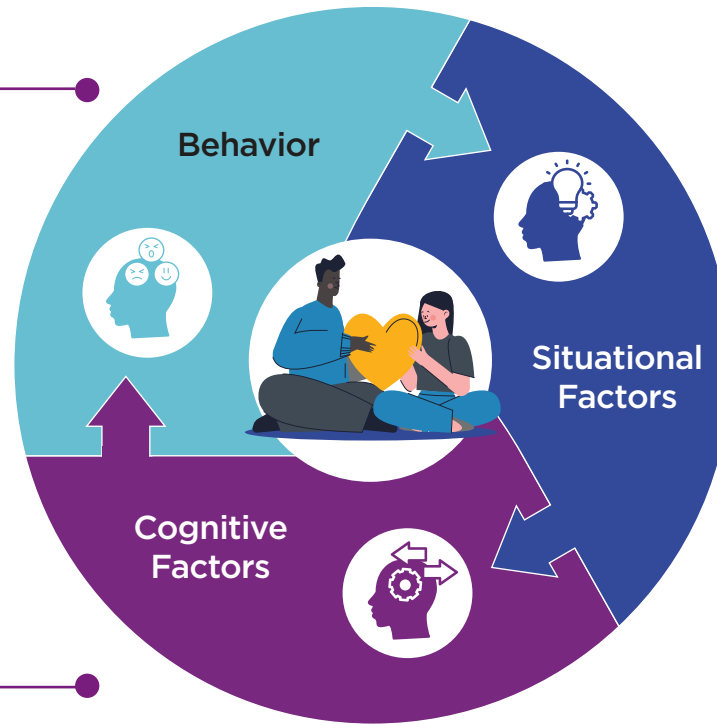 Behavior
Situational
Factors
Cognitive
Factors